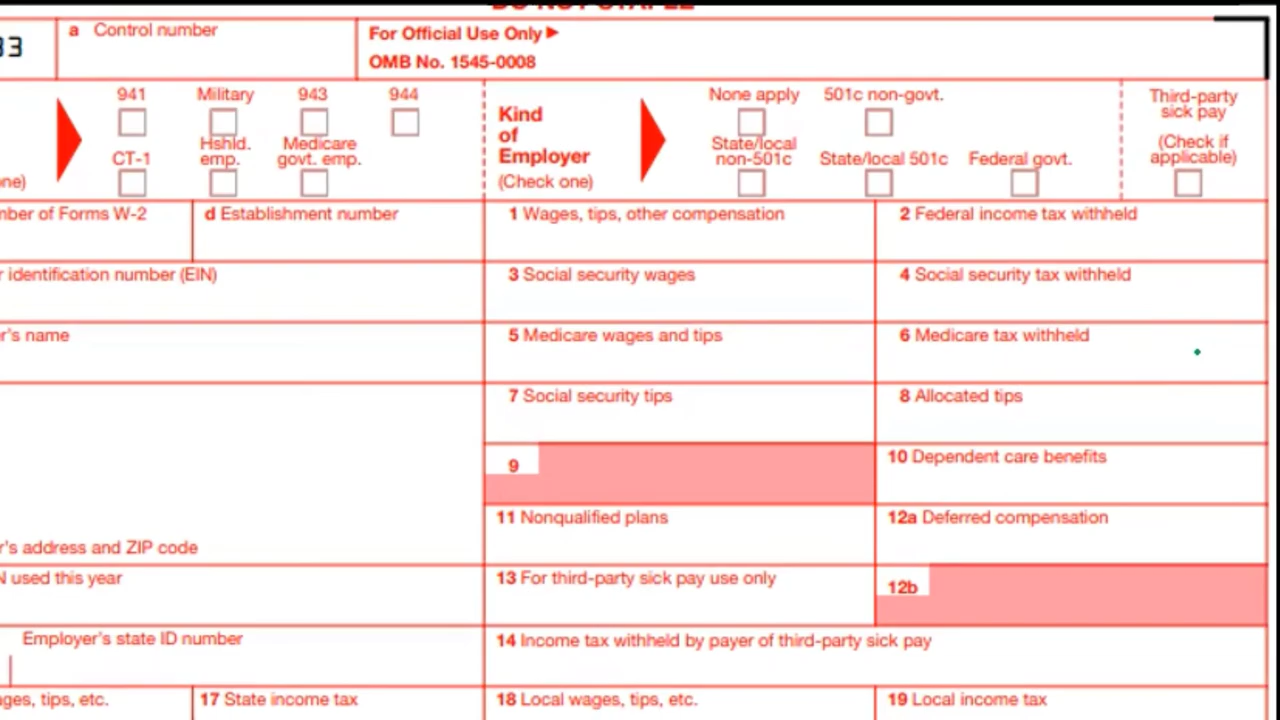 DO NOT STAPLE
33
a Control number
For Official Use Only ▶
OMB No. 1545-0008
941 Military 943 944
CT-1 Hshld. emp. Medicare govt. emp.
Kind of Employer
(Check one)
None apply 501c non-govt.
State/local non-501c State/local 501c Federal govt.
Third-party sick pay
(Check if applicable)
d Establishment number
1 Wages, tips, other compensation
2 Federal income tax withheld
of Forms W-2
identification number (EIN)
3 Social security wages
4 Social security tax withheld
name
5 Medicare wages and tips
6 Medicare tax withheld
7 Social security tips
8 Allocated tips
9
10 Dependent care benefits
11 Nonqualified plans
12a Deferred compensation
address and ZIP code
used this year
13 For third-party sick pay use only
12b
Employer's state ID number
14 Income tax withheld by payer of third-party sick pay
tips, etc.
17 State income tax
18 Local wages, tips, etc.
19 Local income tax